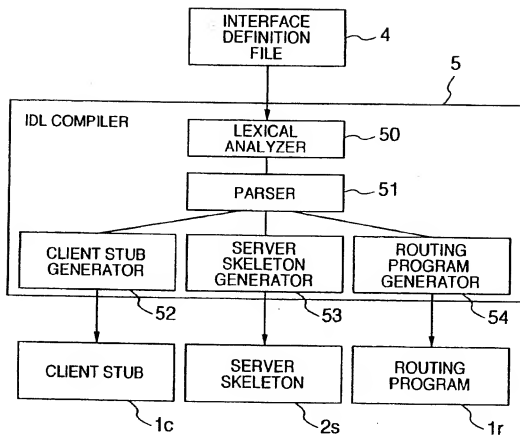 INTERFACE
DEFINITION
FILE
4
5
IDL COMPILER
LEXICAL
ANALYZER
50
PARSER
51
CLIENT STUB
GENERATOR
SERVER
SKELETON
GENERATOR
ROUTING
PROGRAM
GENERATOR
52
53
54
CLIENT STUB
SERVER
SKELETON
ROUTING
PROGRAM
1c
2s
1r